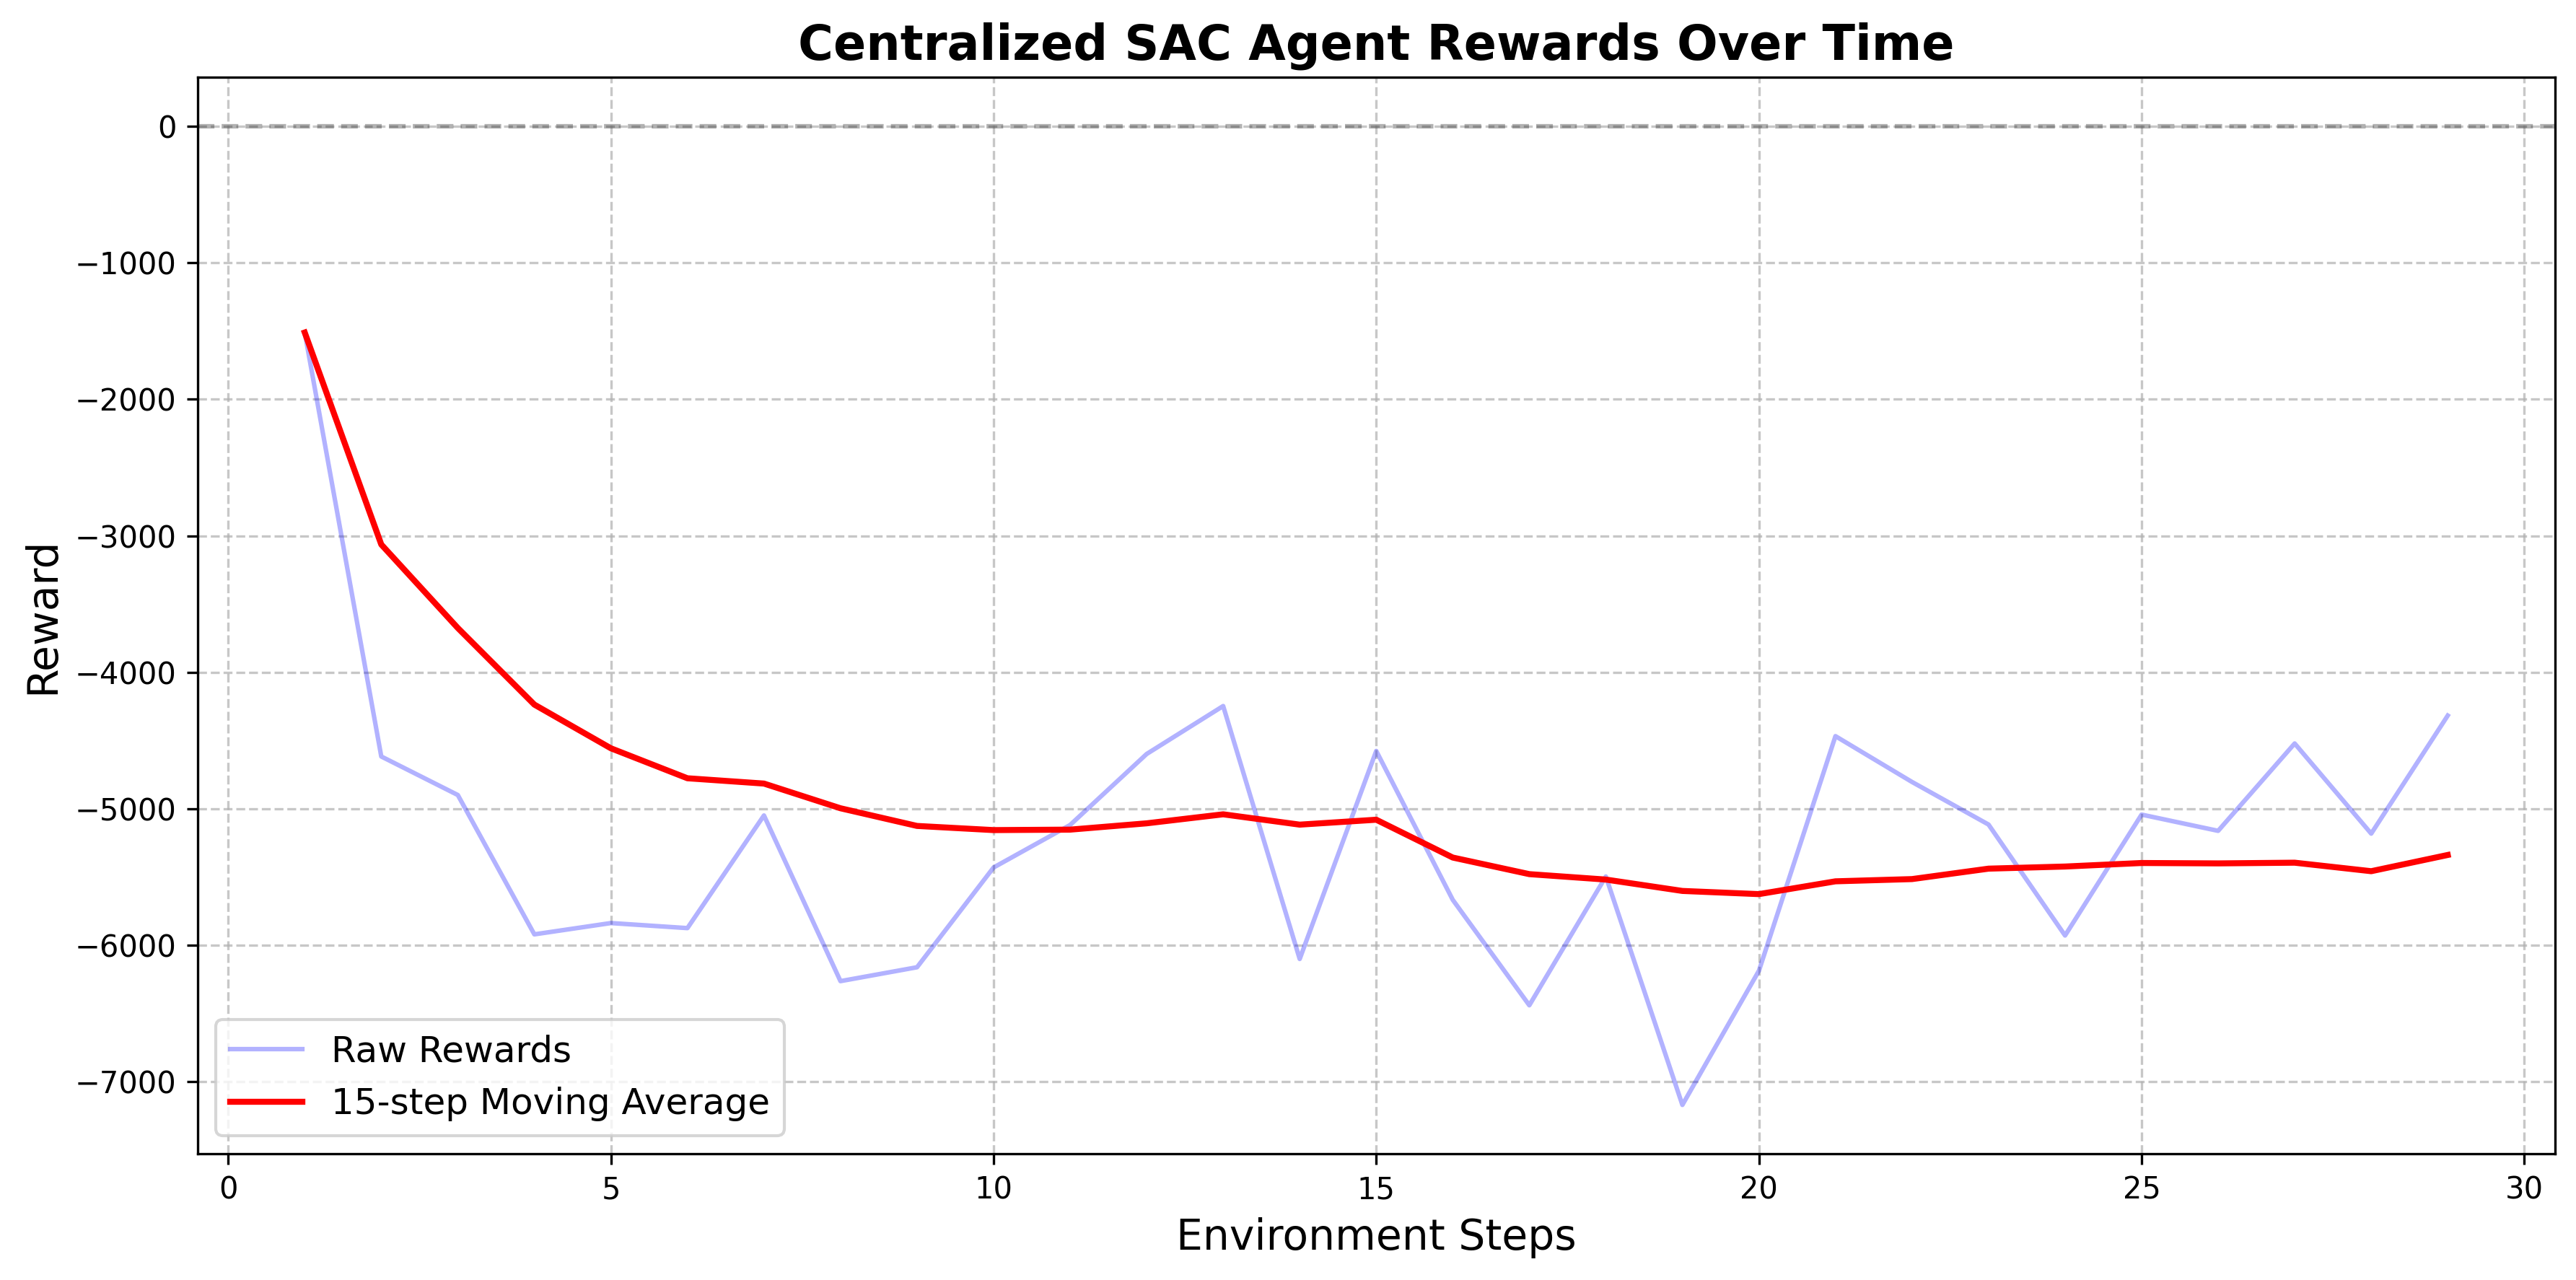 Centralized SAC Agent Rewards Over Time
0
−1000
−2000
−3000
−4000
−5000
−6000
−7000
Reward
Raw Rewards
15-step Moving Average
0 5 10 15 20 25 30
Environment Steps